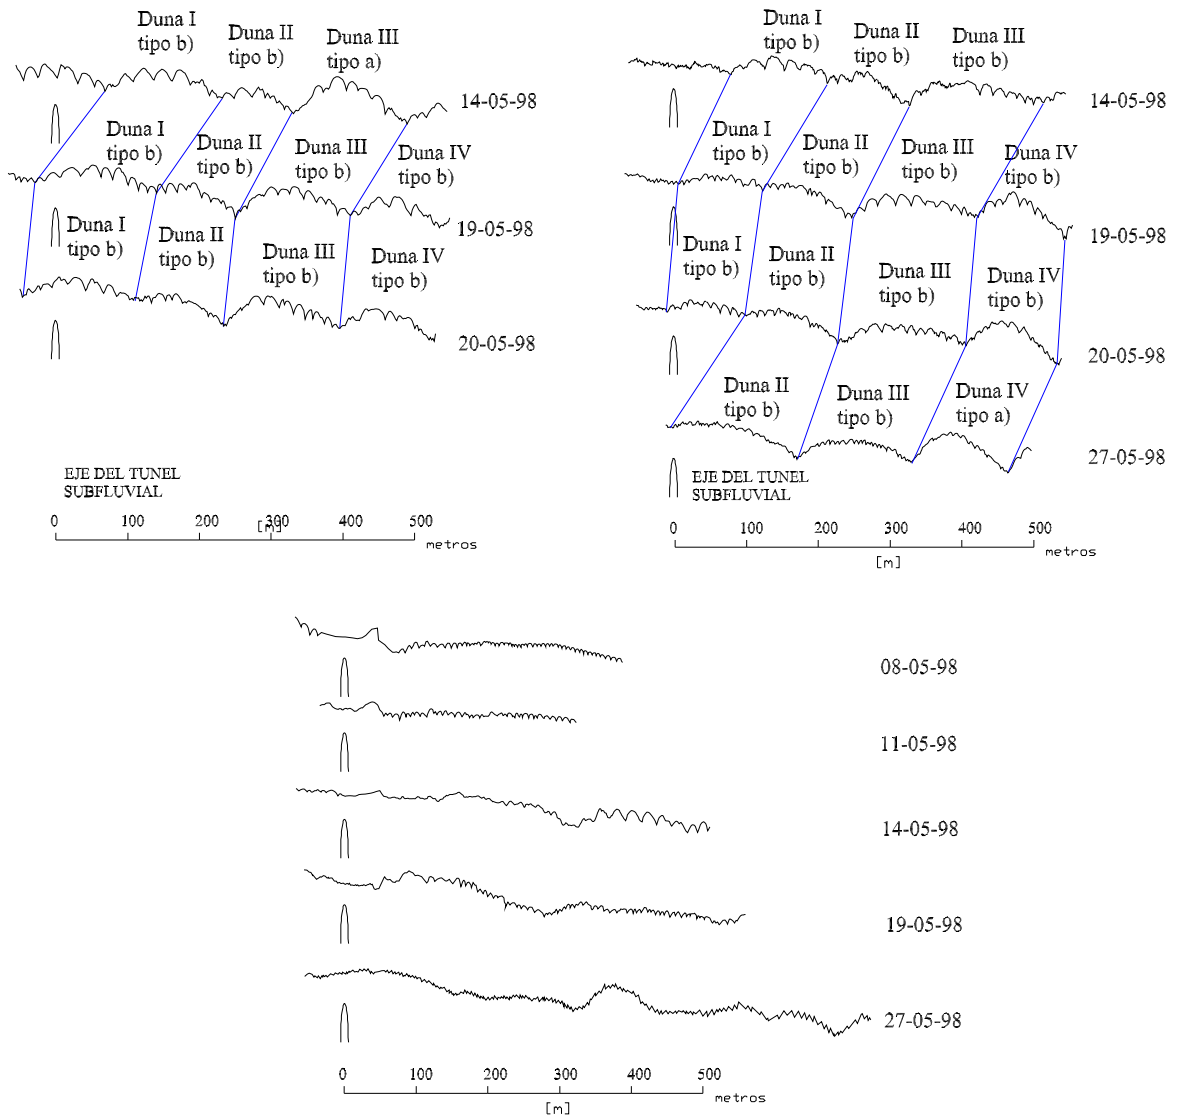 Duna I
tipo b)
Duna II
tipo b)
Duna III
tipo a)
14-05-98
Duna I
tipo b)
Duna II
tipo b)
Duna III
tipo b)
Duna IV
tipo b)
19-05-98
Duna I
tipo b)
Duna II
tipo b)
Duna III
tipo b)
Duna IV
tipo b)
20-05-98
EJE DEL TUNEL
SUBFLUVIAL
0 100 200 300 400 500
[m]
metros
Duna I
tipo b)
Duna II
tipo b)
Duna III
tipo b)
14-05-98
Duna I
tipo b)
Duna II
tipo b)
Duna III
tipo b)
Duna IV
tipo b)
19-05-98
Duna I
tipo b)
Duna II
tipo b)
Duna III
tipo b)
Duna IV
tipo b)
20-05-98
Duna II
tipo b)
Duna III
tipo b)
Duna IV
tipo a)
27-05-98
EJE DEL TUNEL
SUBFLUVIAL
0 100 200 300 400 500
metros
[m]
08-05-98
11-05-98
14-05-98
19-05-98
27-05-98
0 100 200 300 400 500
metros
[m]